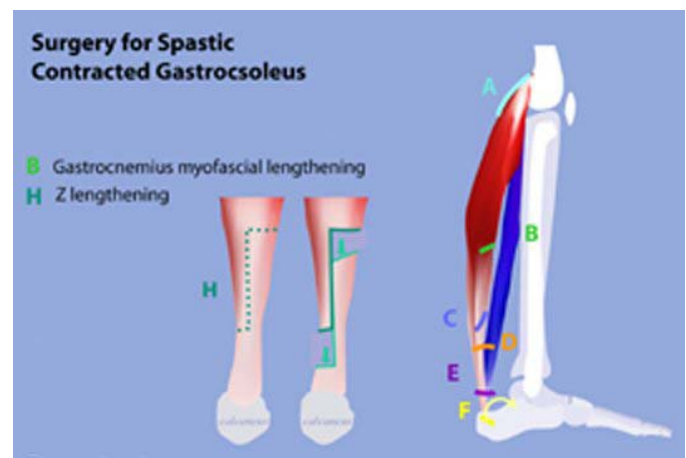 Surgery for Spastic
Contracted Gastrocsoleus
A
B Gastrocnemius myofascial lengthening
H Z lengthening
B
H
C
D
E
F
calcaneus calcaneus